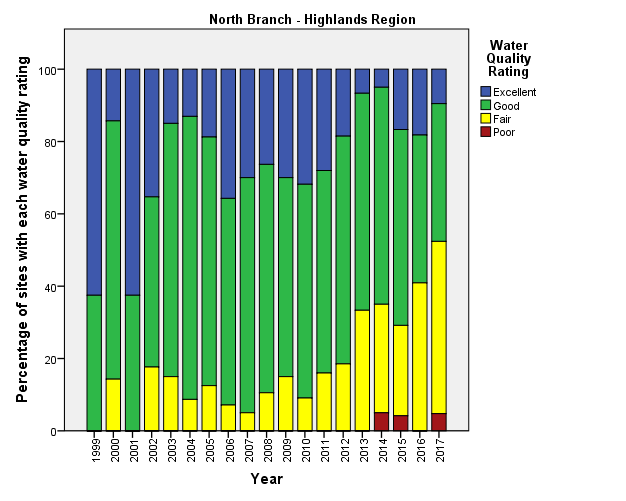 North Branch - Highlands Region
Percentage of sites with each water quality rating
100
80
60
40
20
0
1999
2000
2001
2002
2003
2004
2005
2006
2007
2008
2009
2010
2011
2012
2013
2014
2015
2016
2017
Year
Water
Quality
Rating
Excellent
Good
Fair
Poor